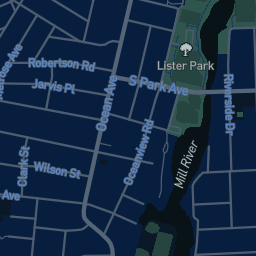 Robertson Rd
Lister Park
Jarvis Pl
S Park Ave
Ocean Ave
Riverside Dr
Oceanview Rd
Clark St
Mill River
Wilson St
Ave